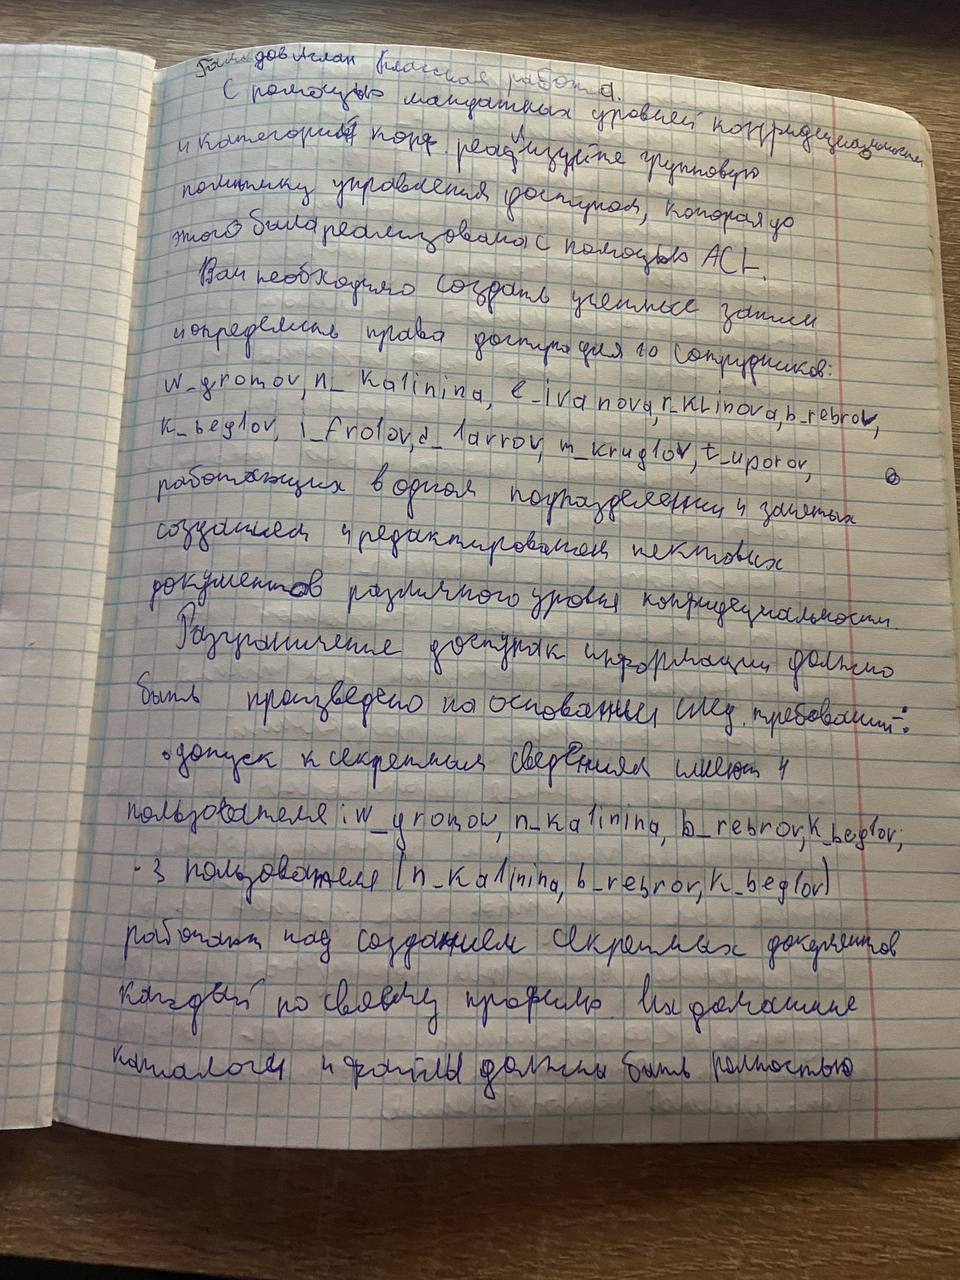 Аслан Классная работа.
С помощью мандатных уровней конфиденциальности
и категорий реализуйте групповую
политику управления доступом, которая до
этого была реализована с помощью ACL.
Вам необходимо создать учетные записи
и определить права доступа для 10 сотрудников:
w_gromov, n_kalinina, e_ivanova, n_klinova, b_rebrov,
k_beglov, i_frolov, d_lavrov, m_kruglov, t_uporov,
работающих в одном подразделении и занятых
созданием и редактированием текстовых
документов различного уровня конфидециальности.
Разграничение доступа к информации должно
быть произведено на основании след. требований:
• допуск к секретным сведениям имеют 4
пользователя: w_gromov, n_kalinina, b_rebrov, k_beglov;
• 3 пользователя (n_kalinina, b_rebrov, k_beglov)
работают над созданием секретных документов
каждый по своему профилю. Их домашние
каталоги и файлы должны быть полностью